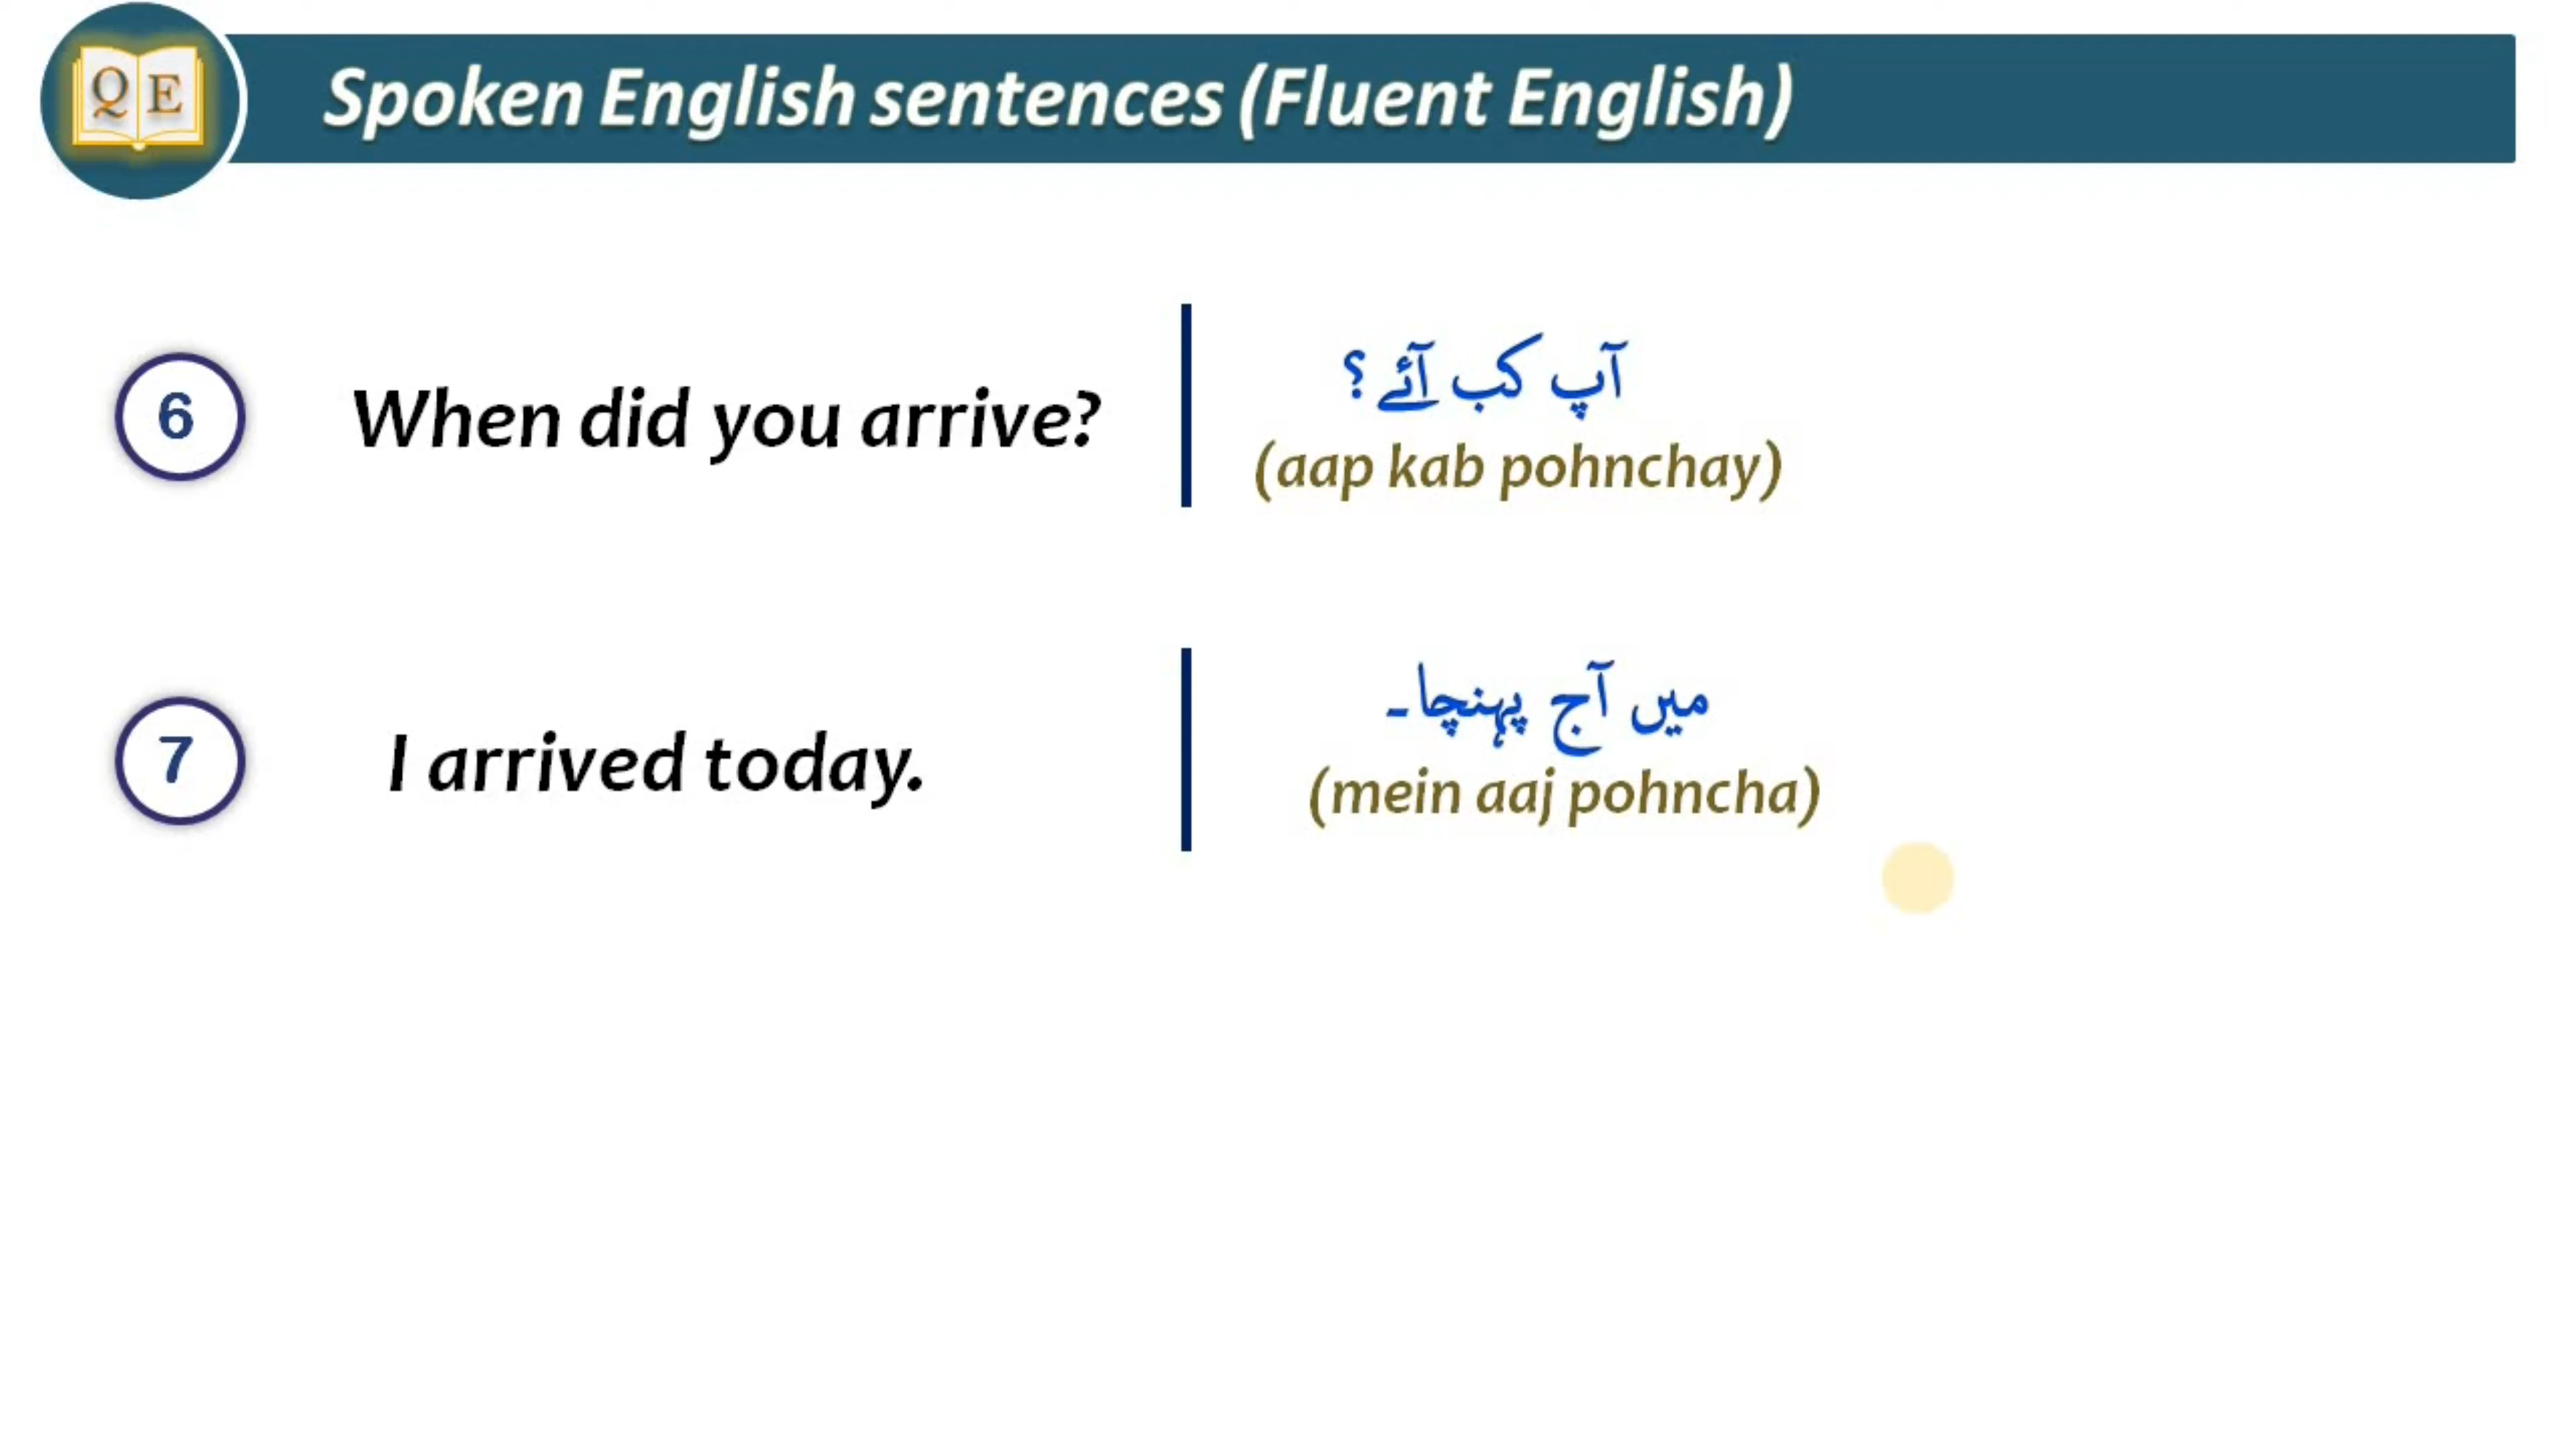 Q E
Spoken English sentences (Fluent English)
6
When did you arrive?
آپ کب آئے؟
(aap kab pohnchay)
7
I arrived today.
میں آج پہنچا۔
(mein aaj pohncha)